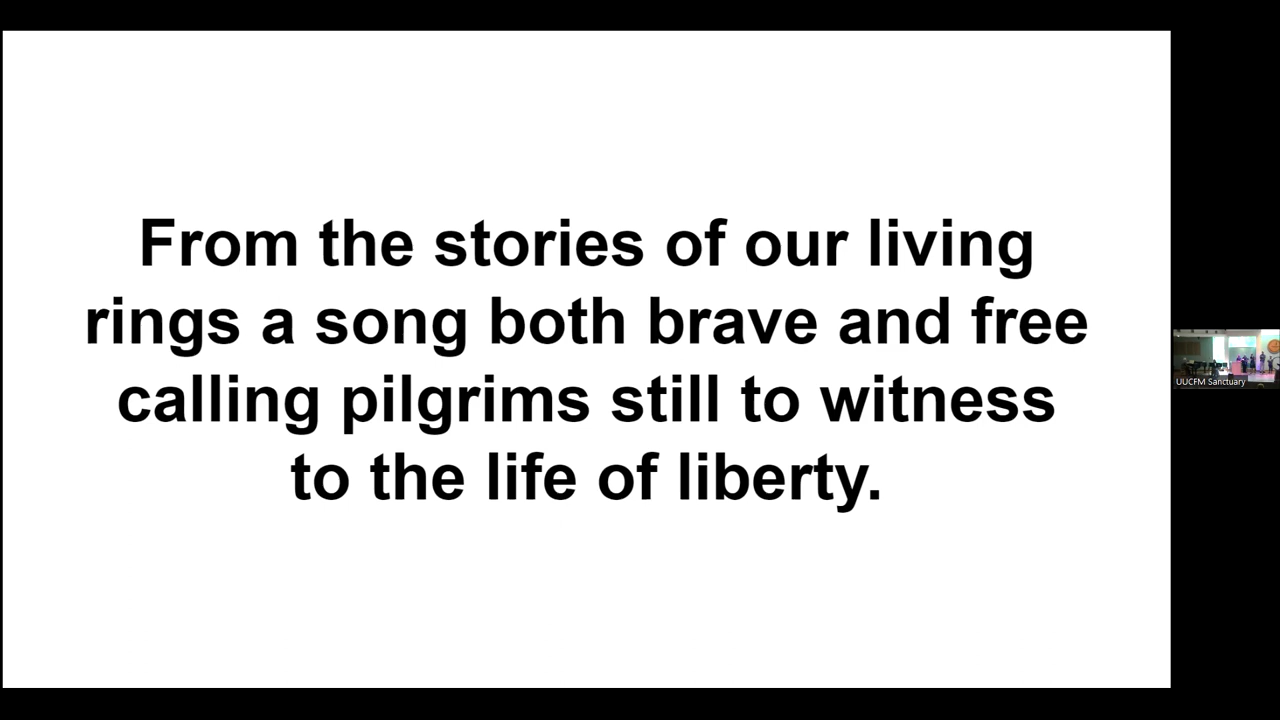 From the stories of our living
rings a song both brave and free
calling pilgrims still to witness
to the life of liberty.
UUCFM Sanctuary